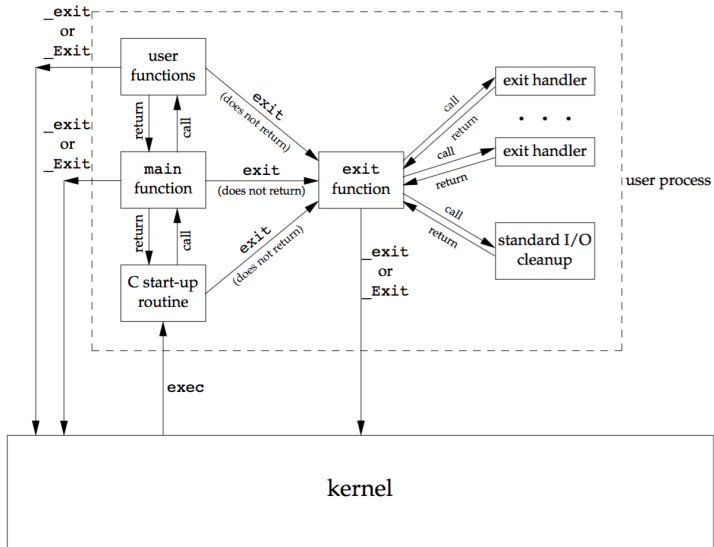 _exit
or
_Exit
user
functions
exit
(does not return)
call
return
exit handler
. . .
_exit
or
_Exit
return
call
main
function
exit
(does not return)
exit
function
call
return
exit handler
user process
return
call
exit
(does not return)
call
return
standard I/O
cleanup
C start-up
routine
_exit
or
_Exit
exec
kernel